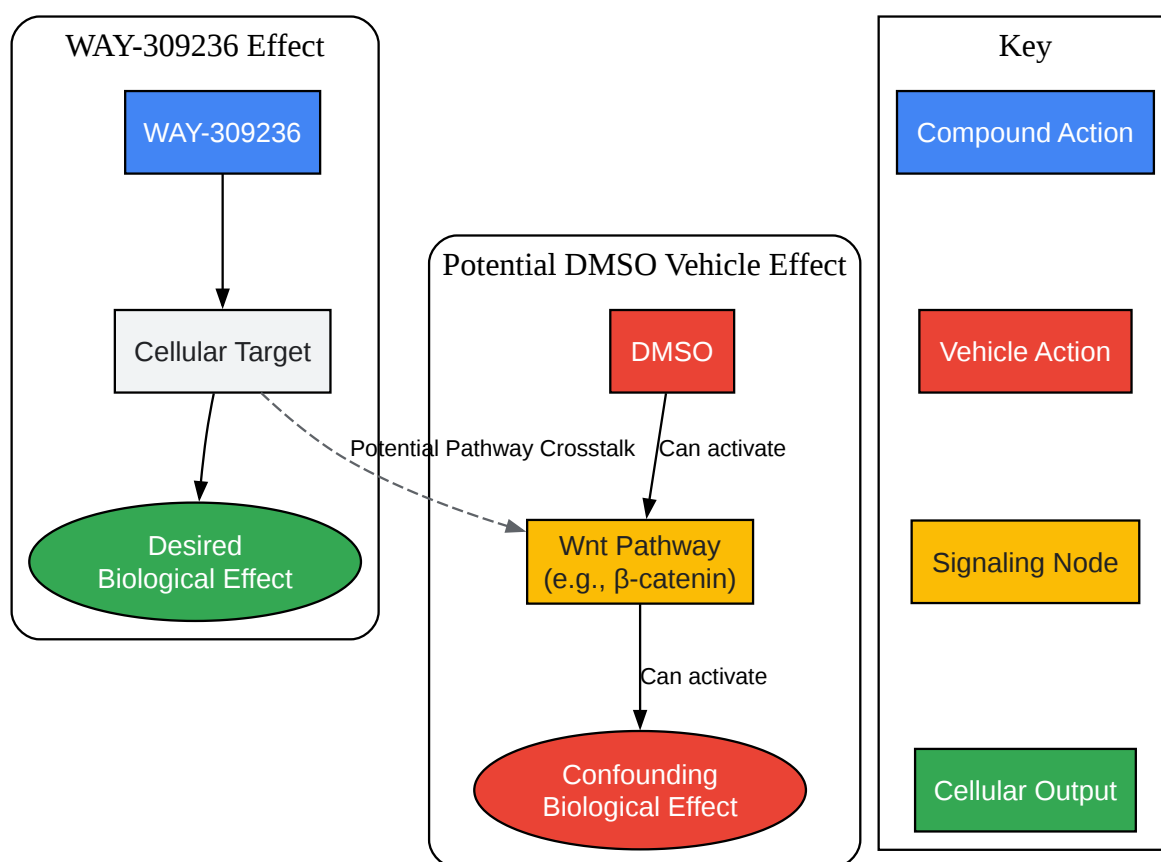 WAY-309236 Effect
WAY-309236
Cellular Target
Desired
Biological Effect
Potential Pathway Crosstalk
Potential DMSO Vehicle Effect
DMSO
Can activate
Wnt Pathway
(e.g., β-catenin)
Can activate
Confounding
Biological Effect
Key
Compound Action
Vehicle Action
Signaling Node
Cellular Output